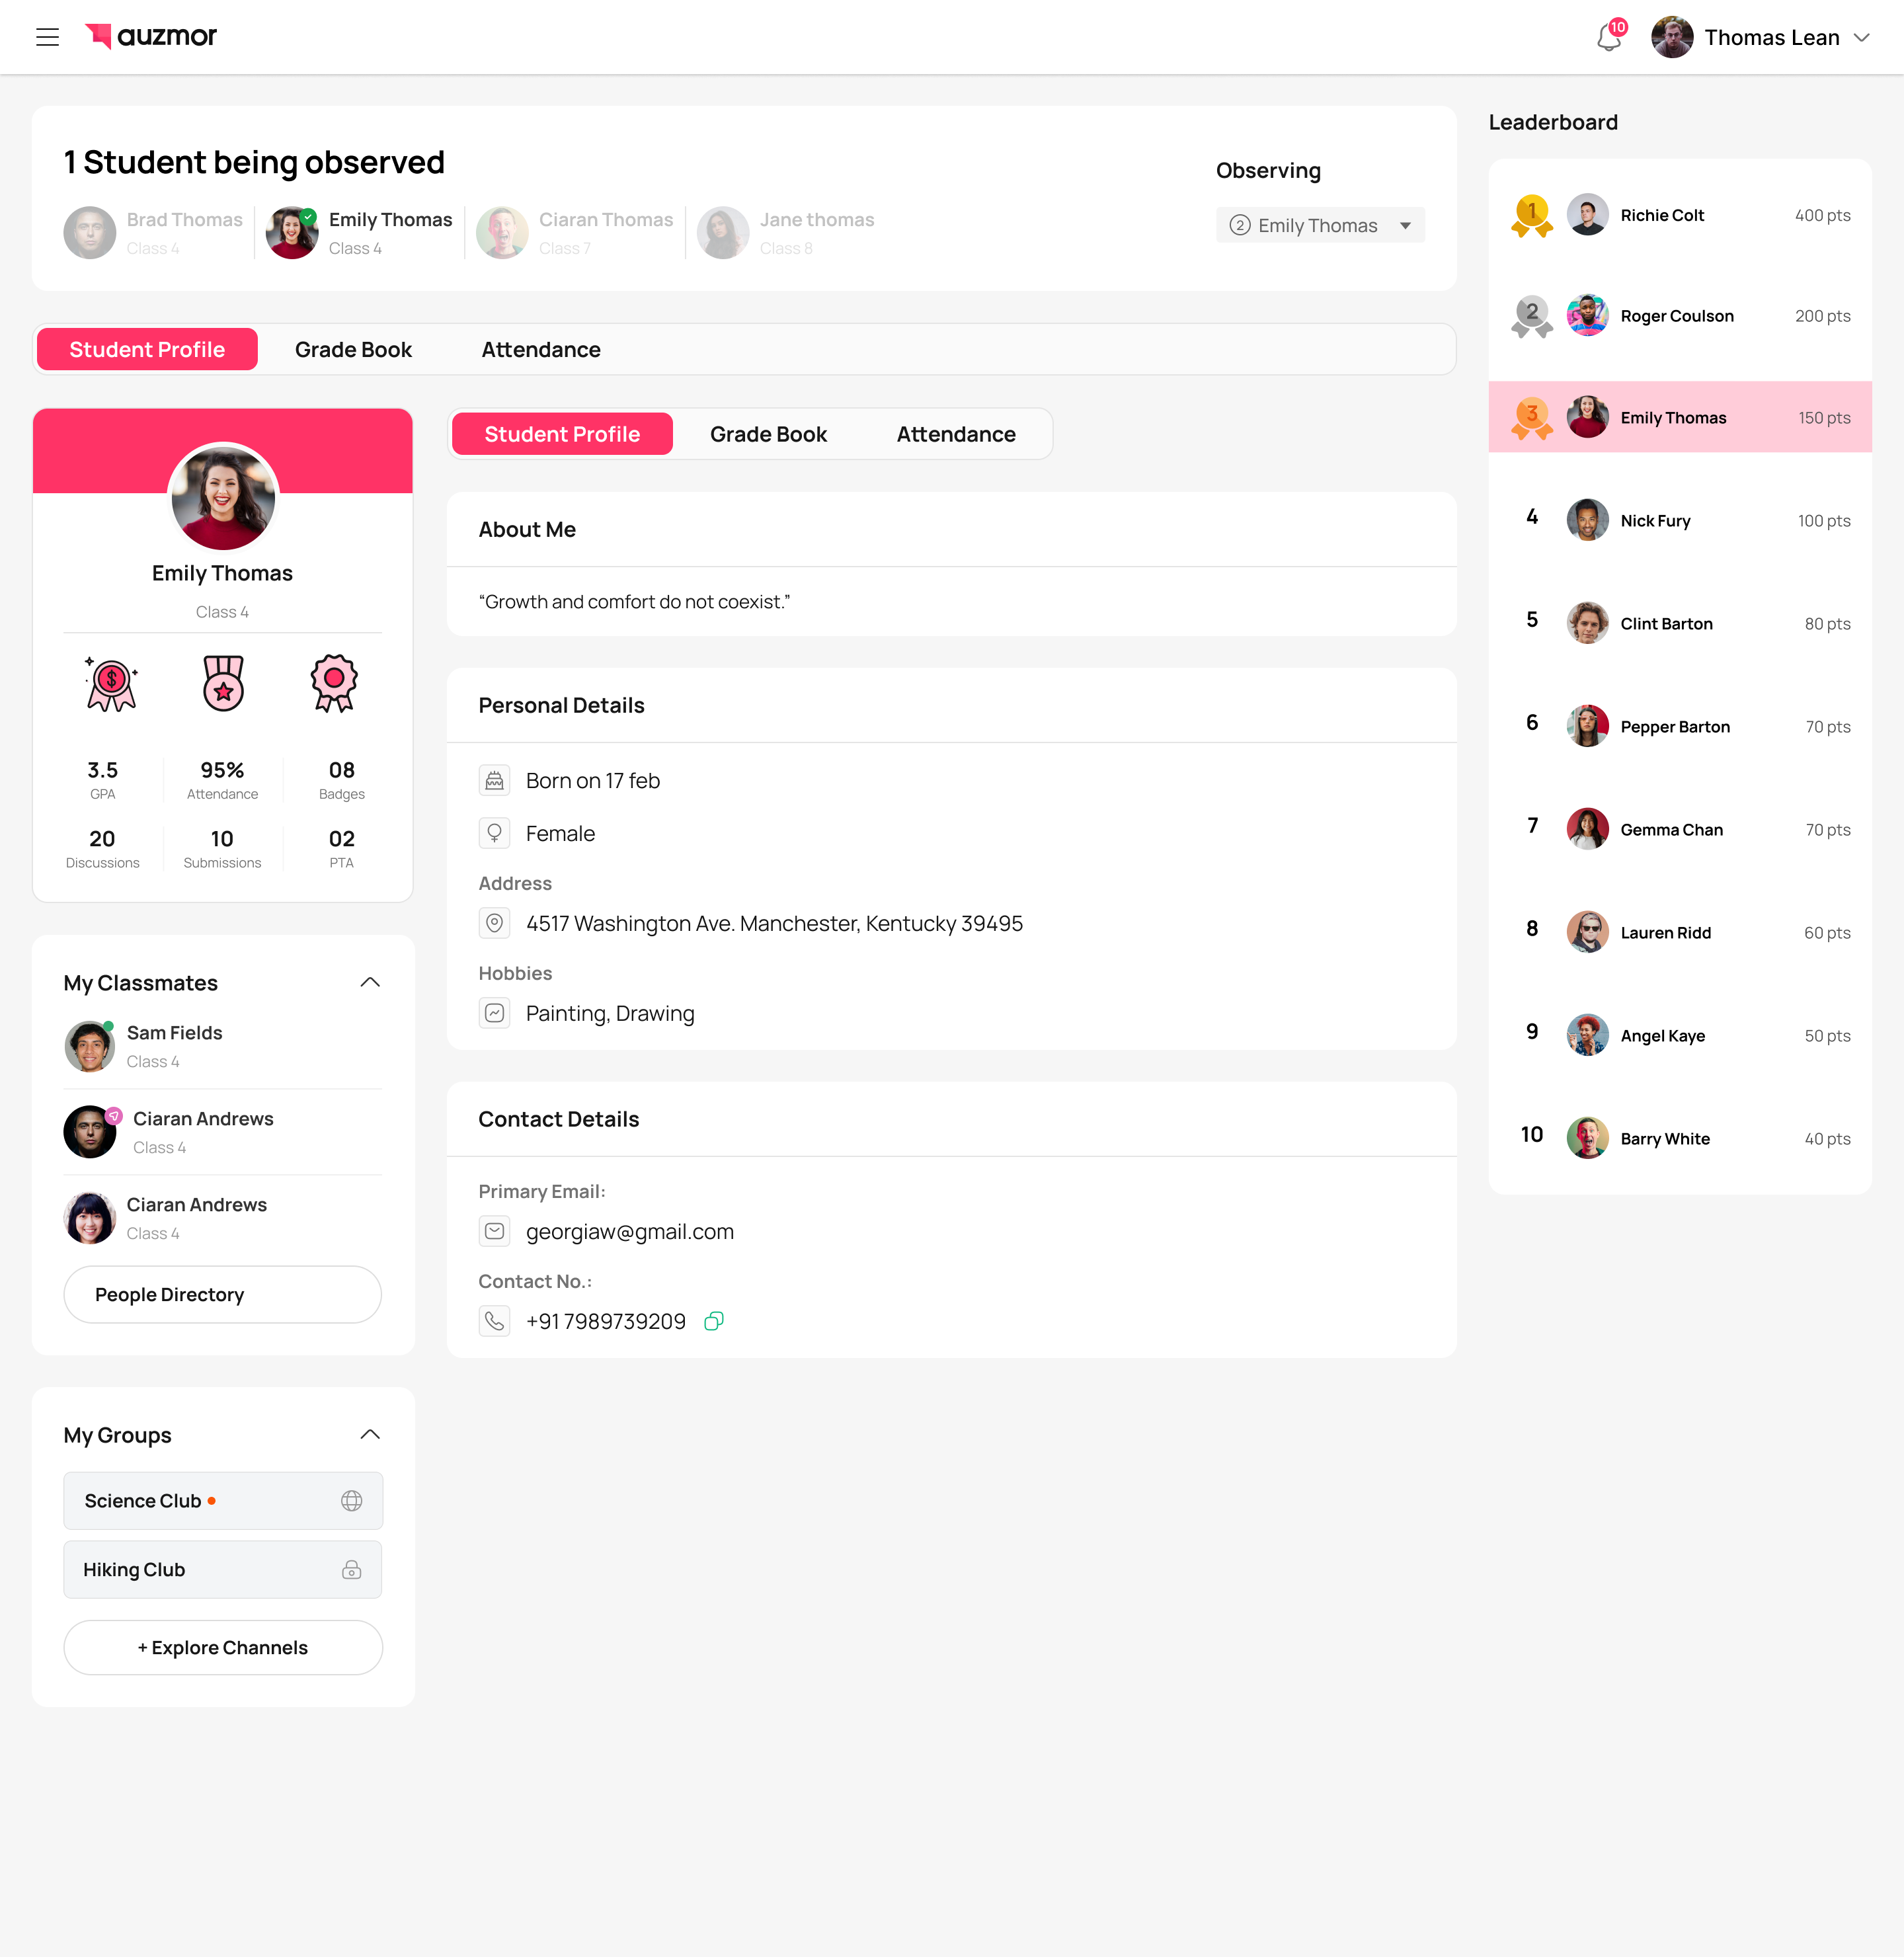 auzmor
10
Thomas Lean
1 Student being observed
Brad Thomas
Class 4
Emily Thomas
Class 4
Ciaran Thomas
Class 7
Jane thomas
Class 8
Observing
2 Emily Thomas
Student Profile
Grade Book
Attendance
Emily Thomas
Class 4
$
3.5
GPA
95%
Attendance
08
Badges
20
Discussions
10
Submissions
02
PTA
My Classmates
Sam Fields
Class 4
Ciaran Andrews
Class 4
Ciaran Andrews
Class 4
People Directory
My Groups
Science Club
Hiking Club
+ Explore Channels
Student Profile
Grade Book
Attendance
About Me
“Growth and comfort do not coexist.”
Personal Details
Born on 17 feb
Female
Address
4517 Washington Ave. Manchester, Kentucky 39495
Hobbies
Painting, Drawing
Contact Details
Primary Email:
georgiaw@gmail.com
Contact No.:
+91 7989739209
Leaderboard
1 Richie Colt 400 pts
2 Roger Coulson 200 pts
3 Emily Thomas 150 pts
4 Nick Fury 100 pts
5 Clint Barton 80 pts
6 Pepper Barton 70 pts
7 Gemma Chan 70 pts
8 Lauren Ridd 60 pts
9 Angel Kaye 50 pts
10 Barry White 40 pts